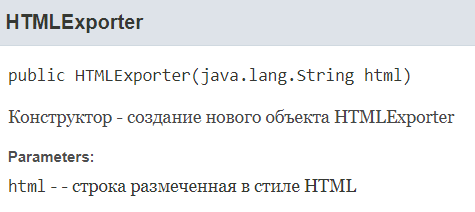 HTMLExporter
public HTMLExporter(java.lang.String html)
Конструктор - создание нового объекта HTMLExporter
Parameters:
html - - строка размеченная в стиле HTML